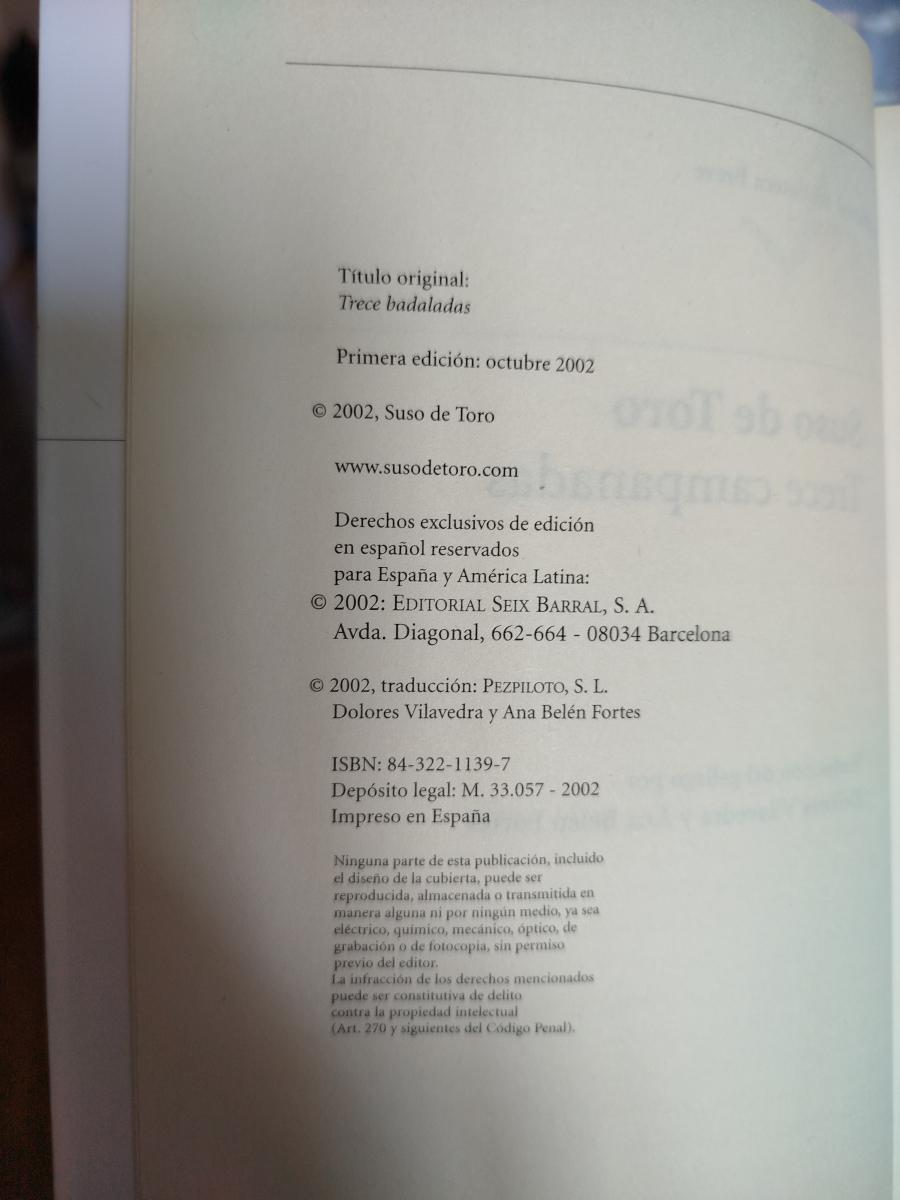 Título original:
Trece badaladas
Primera edición: octubre 2002
© 2002, Suso de Toro
www.susodetoro.com
Derechos exclusivos de edición
en español reservados
para España y América Latina:
© 2002: EDITORIAL SEIX BARRAL, S. A.
Avda. Diagonal, 662-664 - 08034 Barcelona
© 2002, traducción: PEZPILOTO, S. L.
Dolores Vilavedra y Ana Belén Fortes
ISBN: 84-322-1139-7
Depósito legal: M. 33.057 - 2002
Impreso en España
Ninguna parte de esta publicación, incluido
el diseño de la cubierta, puede ser
reproducida, almacenada o transmitida en
manera alguna ni por ningún medio, ya sea
eléctrico, químico, mecánico, óptico, de
grabación o de fotocopia, sin permiso
previo del editor.
La infracción de los derechos mencionados
puede ser constitutiva de delito
contra la propiedad intelectual
(Art. 270 y siguientes del Código Penal).
Suso de Toro
Trece campanadas